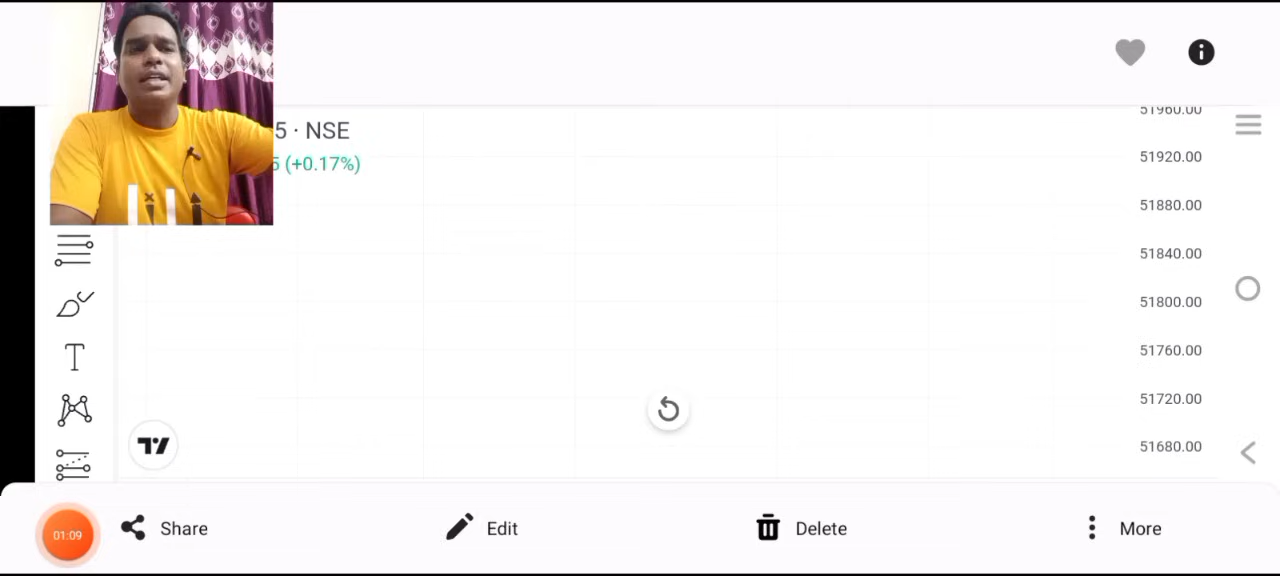 5 · NSE
5 (+0.17%)
51960.00
51920.00
51880.00
51840.00
51800.00
51760.00
51720.00
51680.00
T
01:09
Share
Edit
Delete
More